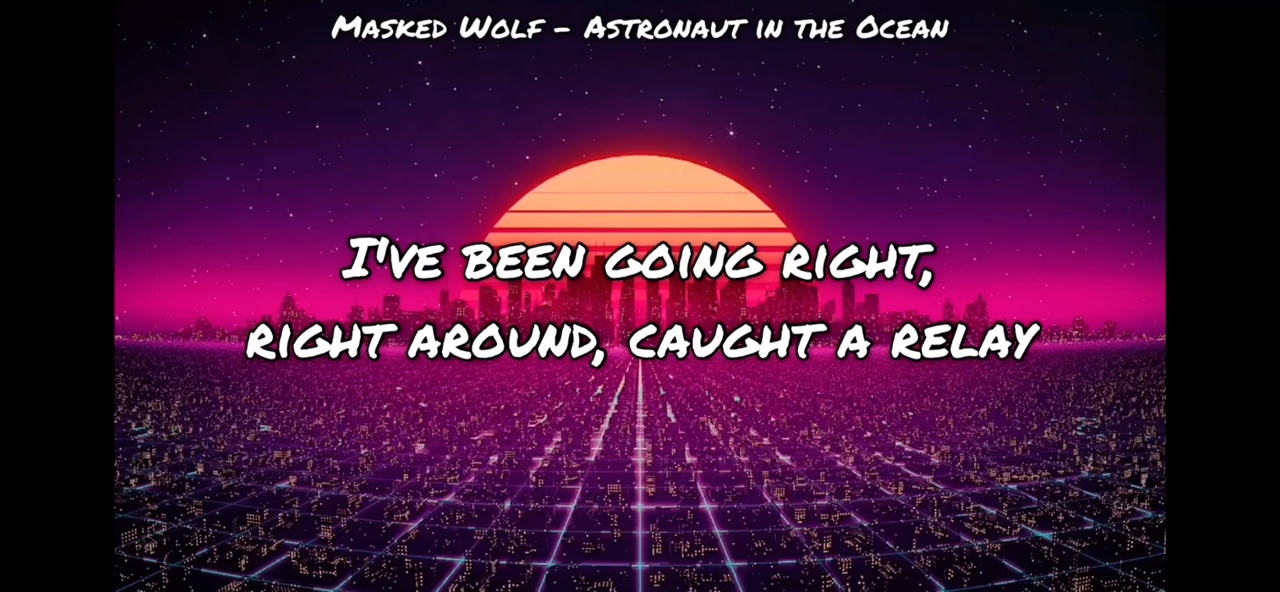 Masked Wolf - Astronaut in the Ocean
I've been going right,
right around, caught a relay